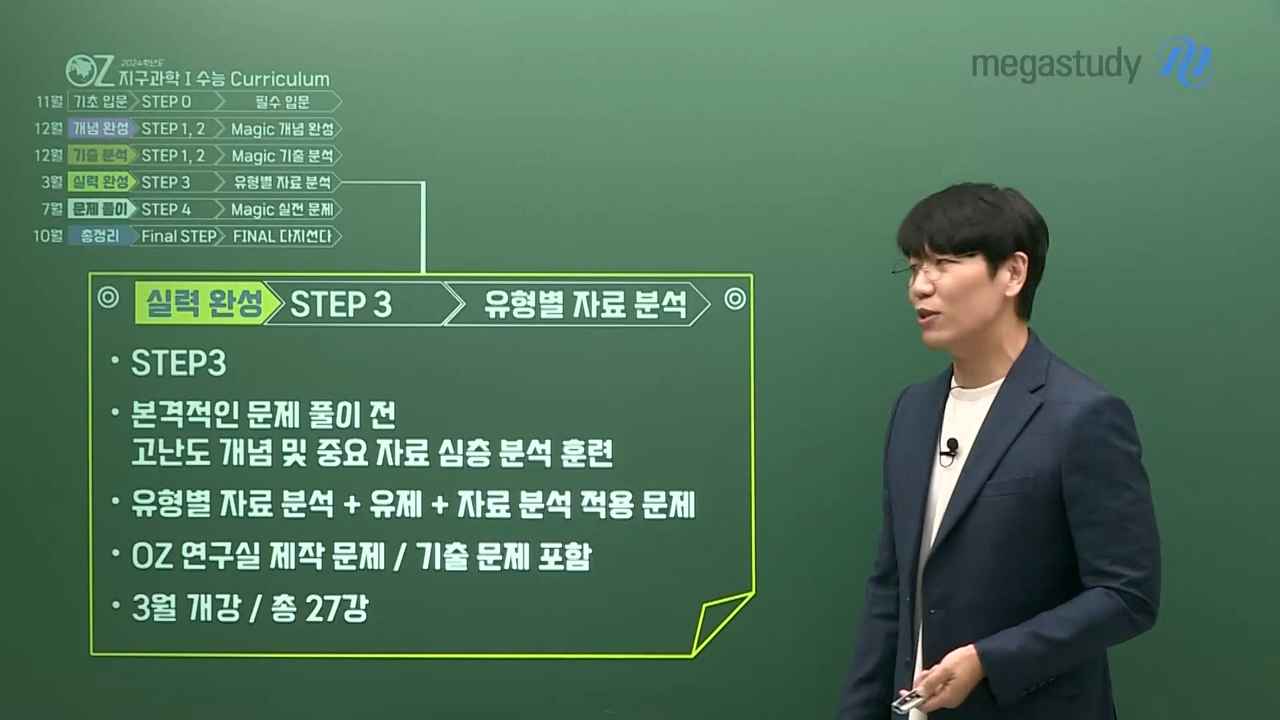 megastudy
2024학년도
OZ 지구과학 I 수능 Curriculum
11월 기초 입문 STEP 0 필수 입문
12월 개념 완성 STEP 1, 2 Magic 개념 완성
12월 기출 분석 STEP 1, 2 Magic 기출 분석
3월 실력 완성 STEP 3 유형별 자료 분석
7월 문제 풀이 STEP 4 Magic 실전 문제
10월 총정리 Final STEP FINAL 다지선다
실력 완성 STEP 3 유형별 자료 분석
• STEP3
• 본격적인 문제 풀이 전
고난도 개념 및 중요 자료 심층 분석 훈련
• 유형별 자료 분석 + 유제 + 자료 분석 적용 문제
• OZ 연구실 제작 문제 / 기출 문제 포함
• 3월 개강 / 총 27강